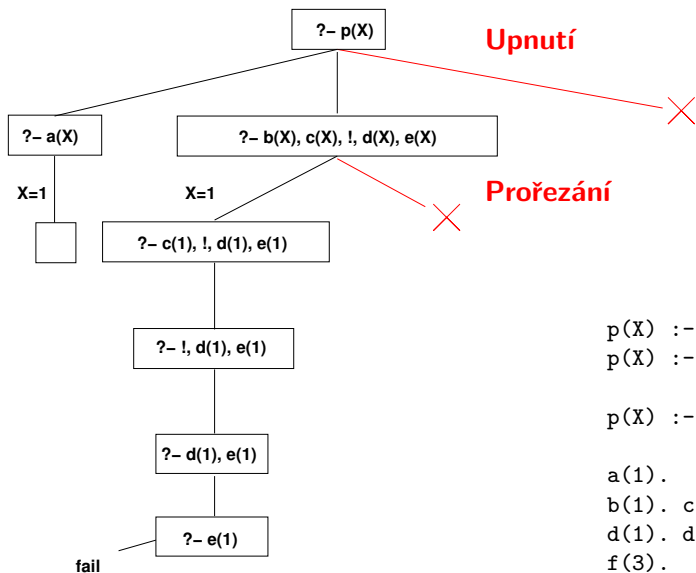 ?– p(X)
Upnutí
?– a(X)
?– b(X), c(X), !, d(X), e(X)
X=1
X=1
Prořezání
?– c(1), !, d(1), e(1)
?– !, d(1), e(1)
?– d(1), e(1)
?– e(1)
fail
p(X) :-
p(X) :-
p(X) :-
a(1).
b(1). c
d(1). d
f(3).